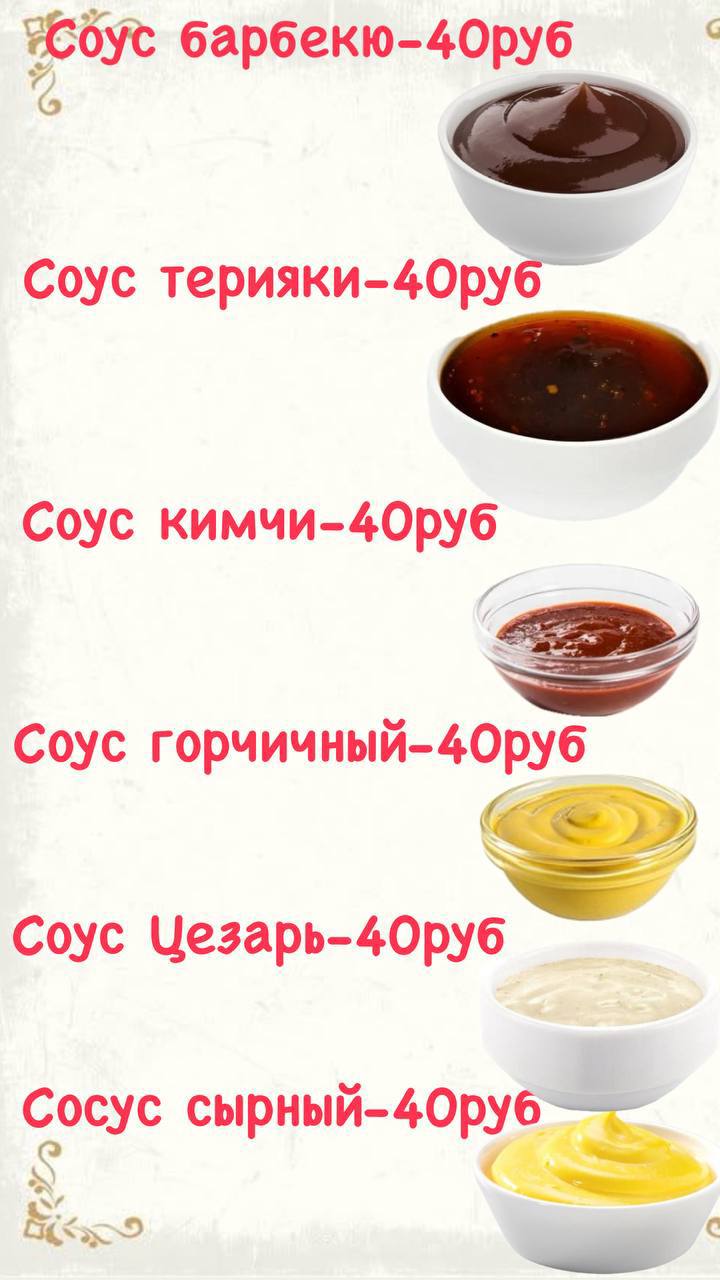 Соус барбекю-40руб
Соус терияки-40руб
Соус кимчи-40руб
Соус горчичный-40руб
Соус Цезарь-40руб
Сосус сырный-40руб